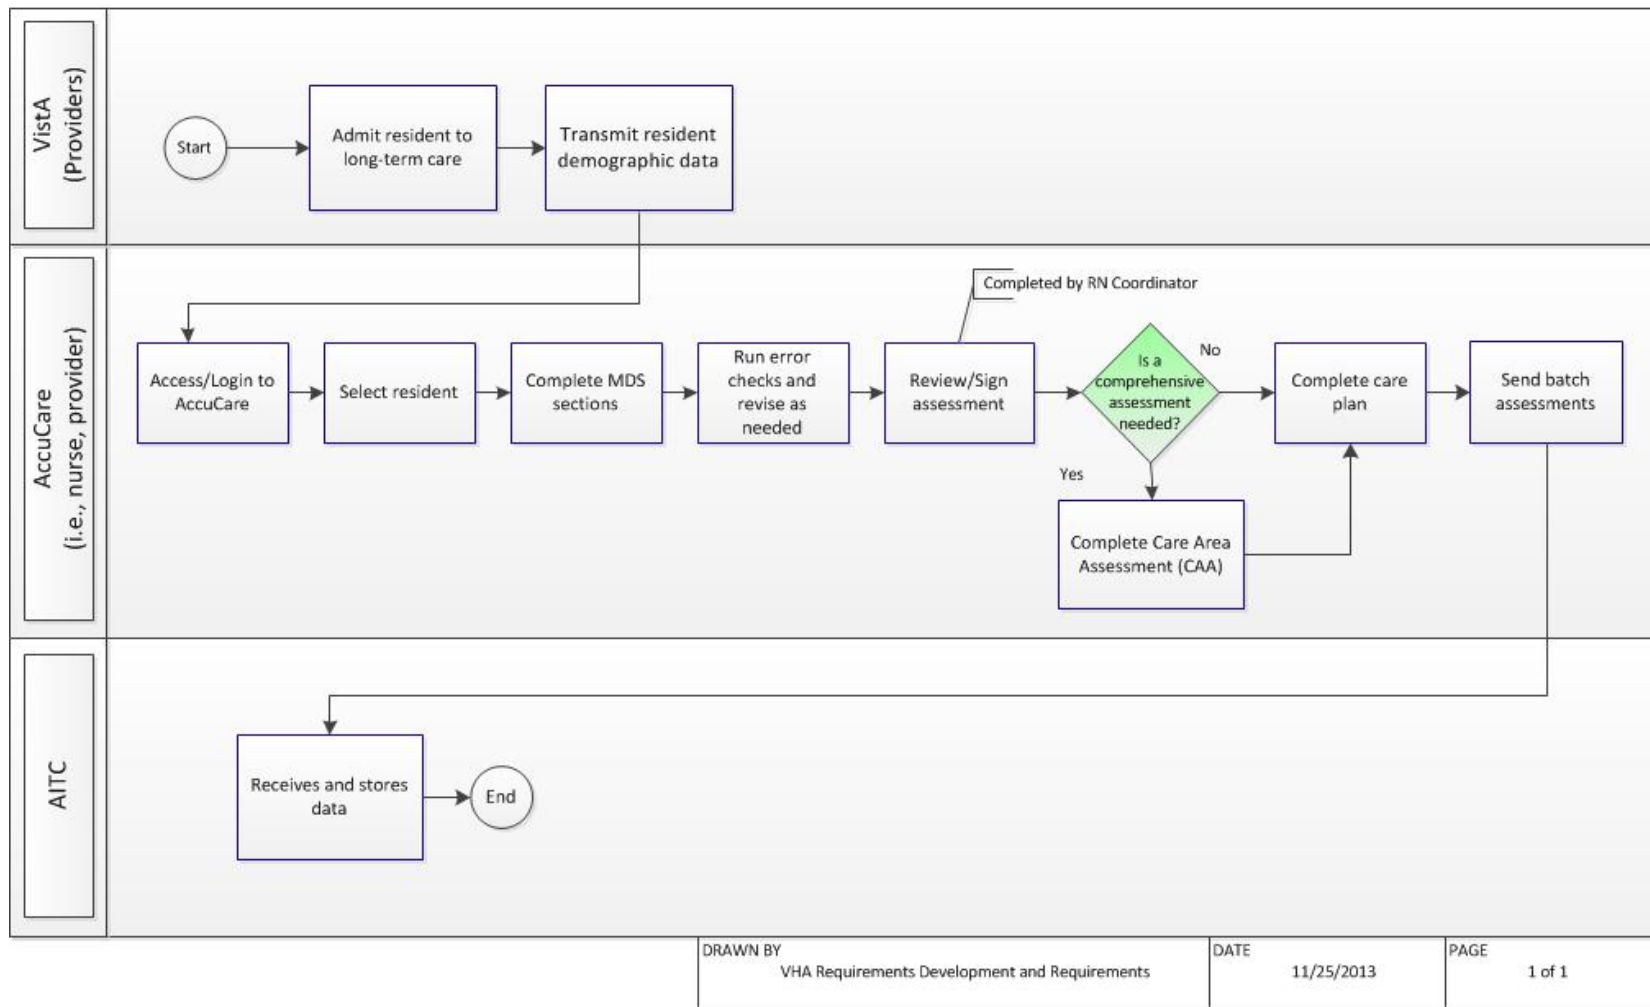 VistA
(Providers)
Start
Admit resident to
long-term care
Transmit resident
demographic data
AccuCare
(i.e., nurse, provider)
Completed by RN Coordinator
Access/Login to
AccuCare
Select resident
Complete MDS
sections
Run error
checks and
revise as
needed
Review/Sign
assessment
Is a
comprehensive
assessment
needed?
No
Yes
Complete care
plan
Send batch
assessments
Complete Care Area
Assessment (CAA)
AITC
Receives and stores
data
End
DRAWN BY
VHA Requirements Development and Requirements
DATE
11/25/2013
PAGE
1 of 1